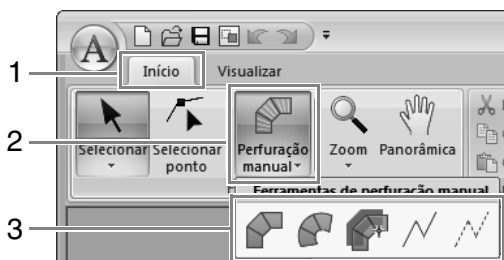 A
1
Início Visualizar
2
Selecionar Selecionar ponto Perfuração manual Zoom Panorâmica
Ferramentas de perfuração manual
3